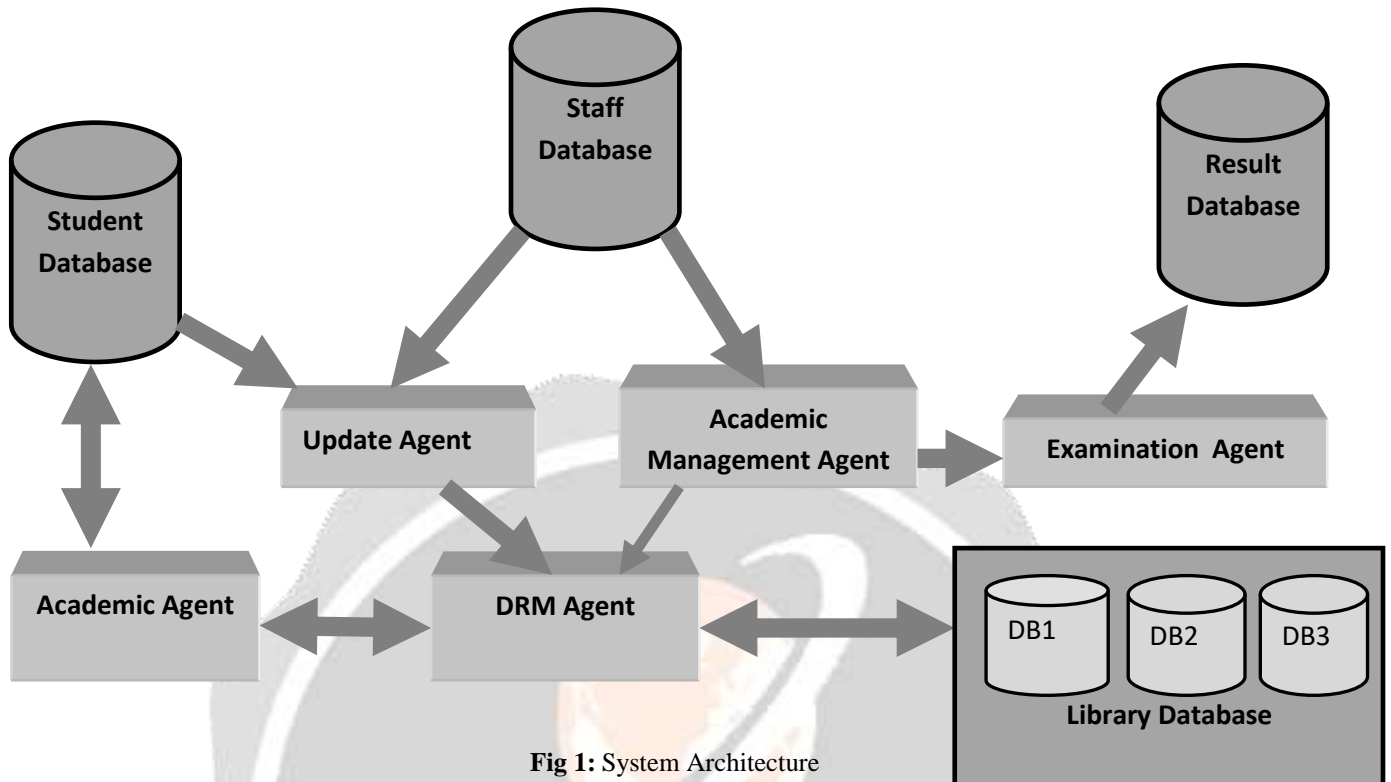 Staff
Database
Result
Database
Student
Database
Update Agent
Academic
Management Agent
Examination Agent
Academic Agent
DRM Agent
DB1
DB2
DB3
Library Database
Fig 1: System Architecture